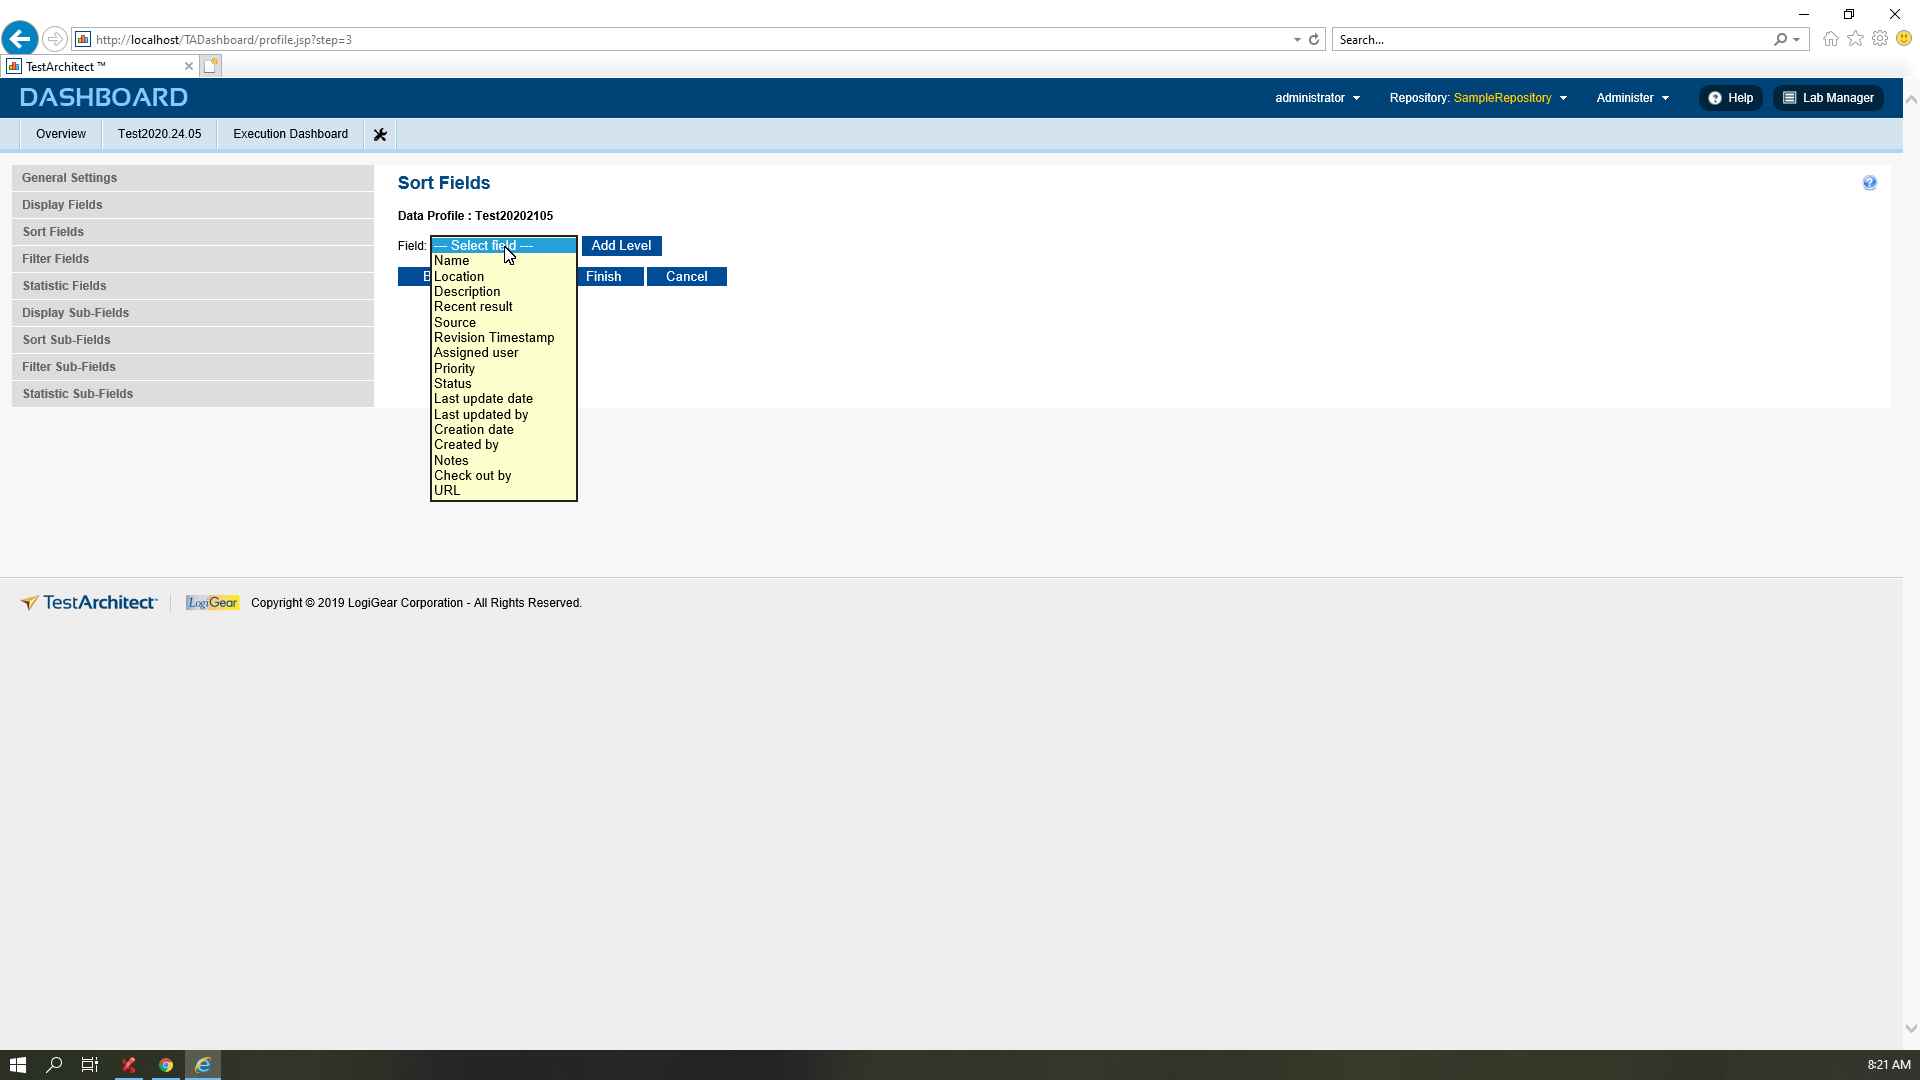 http://localhost/TADashboard/profile.jsp?step=3
Search...
TestArchitect ™
DASHBOARD
administrator
Repository: SampleRepository
Administer
Help
Lab Manager
Overview
Test2020.24.05
Execution Dashboard
General Settings
Display Fields
Sort Fields
Filter Fields
Statistic Fields
Display Sub-Fields
Sort Sub-Fields
Filter Sub-Fields
Statistic Sub-Fields
Sort Fields
Data Profile : Test20202105
Field:
--- Select field ---
Add Level
Name
Location
Description
Recent result
Source
Revision Timestamp
Assigned user
Priority
Status
Last update date
Last updated by
Creation date
Created by
Notes
Check out by
URL
Finish
Cancel
TestArchitect™
LogiGear
Copyright © 2019 LogiGear Corporation - All Rights Reserved.
8:21 AM